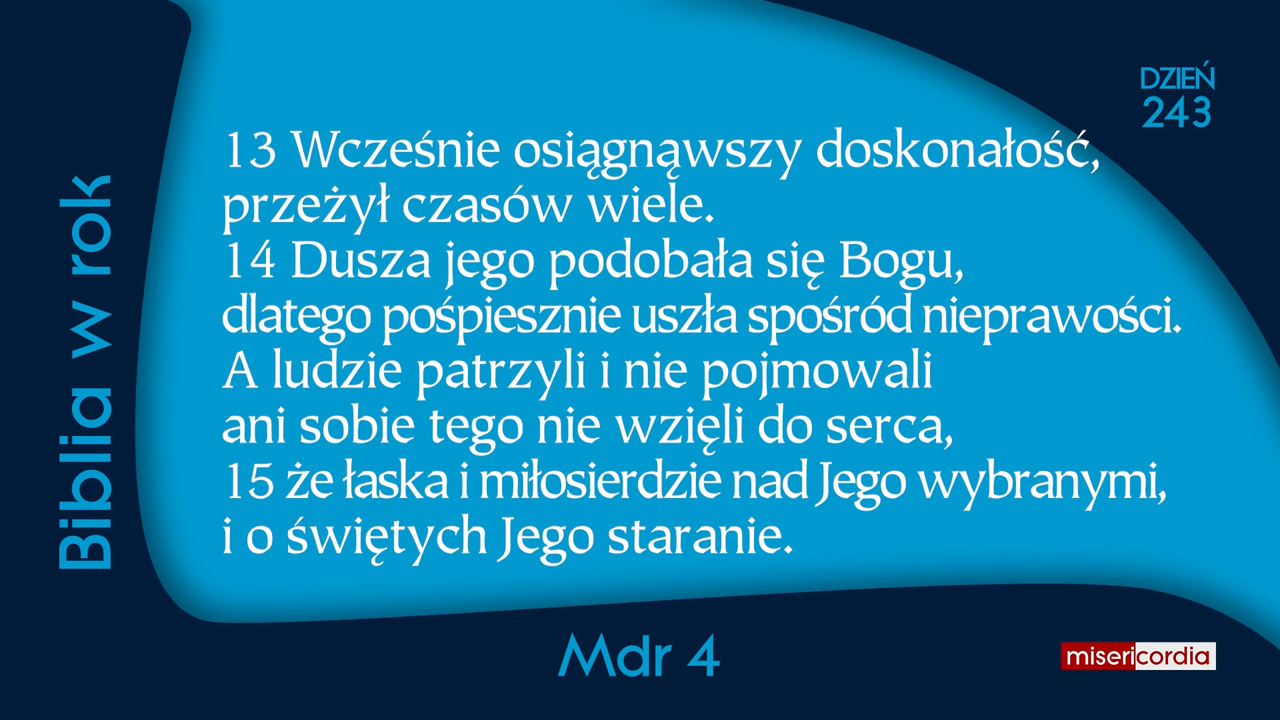 DZIEŃ
243
13 Wcześnie osiągnąwszy doskonałość,
przeżył czasów wiele.
14 Dusza jego podobała się Bogu,
dlatego pośpiesznie uszła spośród nieprawości.
A ludzie patrzyli i nie pojmowali
ani sobie tego nie wzięli do serca,
15 że łaska i miłosierdzie nad Jego wybranymi,
i o świętych Jego staranie.
Biblia w rok
Mdr 4
misericordia